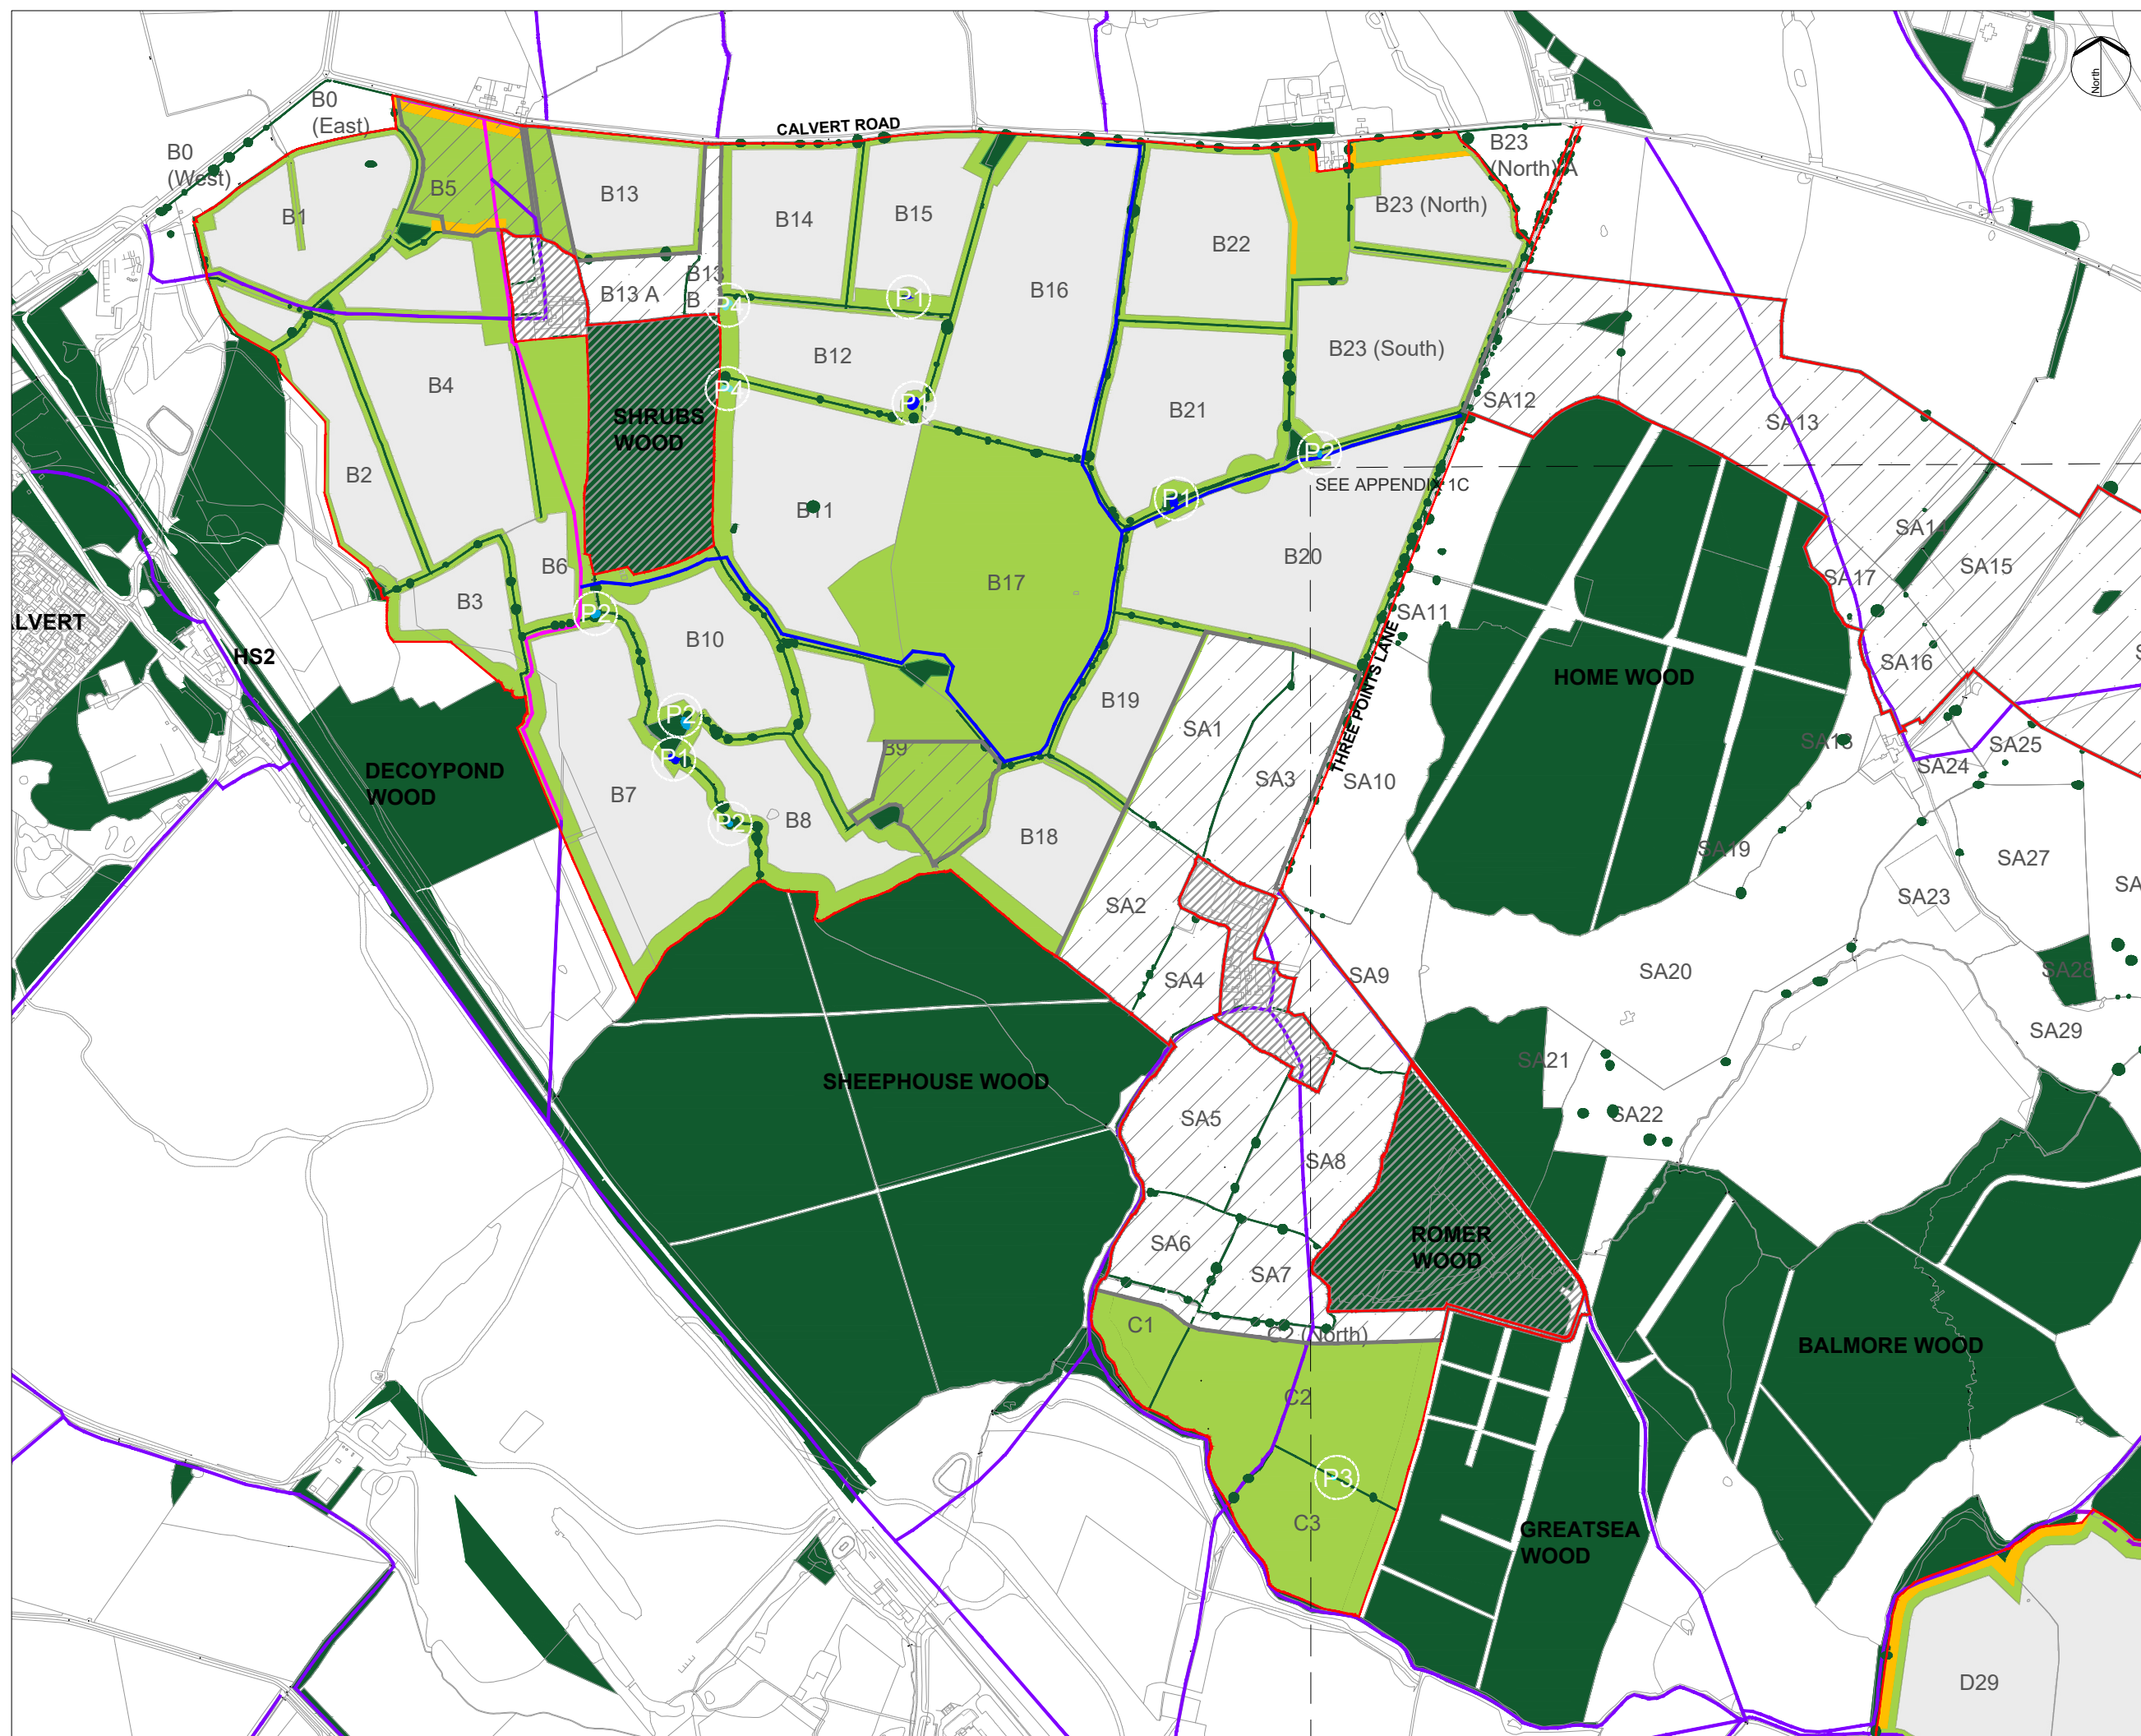 North
B0
(East)
CALVERT ROAD
B23
(North) A
B0
(West)
B5
B13
B1
B14
B15
B23 (North)
B22
B13
B
B13 A
P4
P1
B16
B12
B23 (South)
B4
P4
P1
SHRUBS
WOOD
B21
SA12
SA13
P2
B2
SEE APPENDIX 1C
P1
B11
SA14
B6
B17
B20
SA15
SA17
B3
P2
SA11
LVERT
B10
HS2
THREE POINTS LANE
HOME WOOD
SA16
P2
B19
SA1
B9
SA18
SA25
P1
DECOYPOND
WOOD
SA3
SA10
SA24
B7
P2
B8
B18
SA19
SA27
SA
SA2
SA23
SA4
SA9
SA20
SA28
SA29
SHEEPHOUSE WOOD
SA21
SA5
SA22
SA8
SA6
ROMER
WOOD
SA7
C1
C2 (North)
BALMORE WOOD
C2
P3
C3
GREATSEA
WOOD
D29